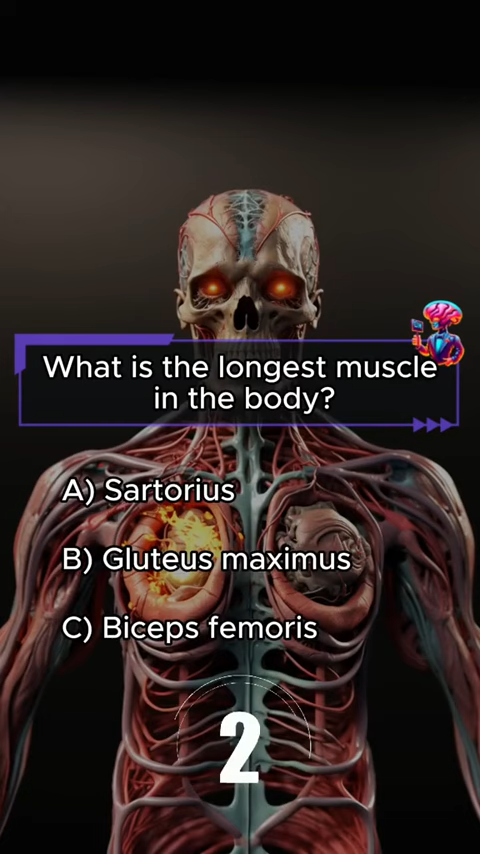 What is the longest muscle
in the body?
A) Sartorius
B) Gluteus maximus
C) Biceps femoris
2